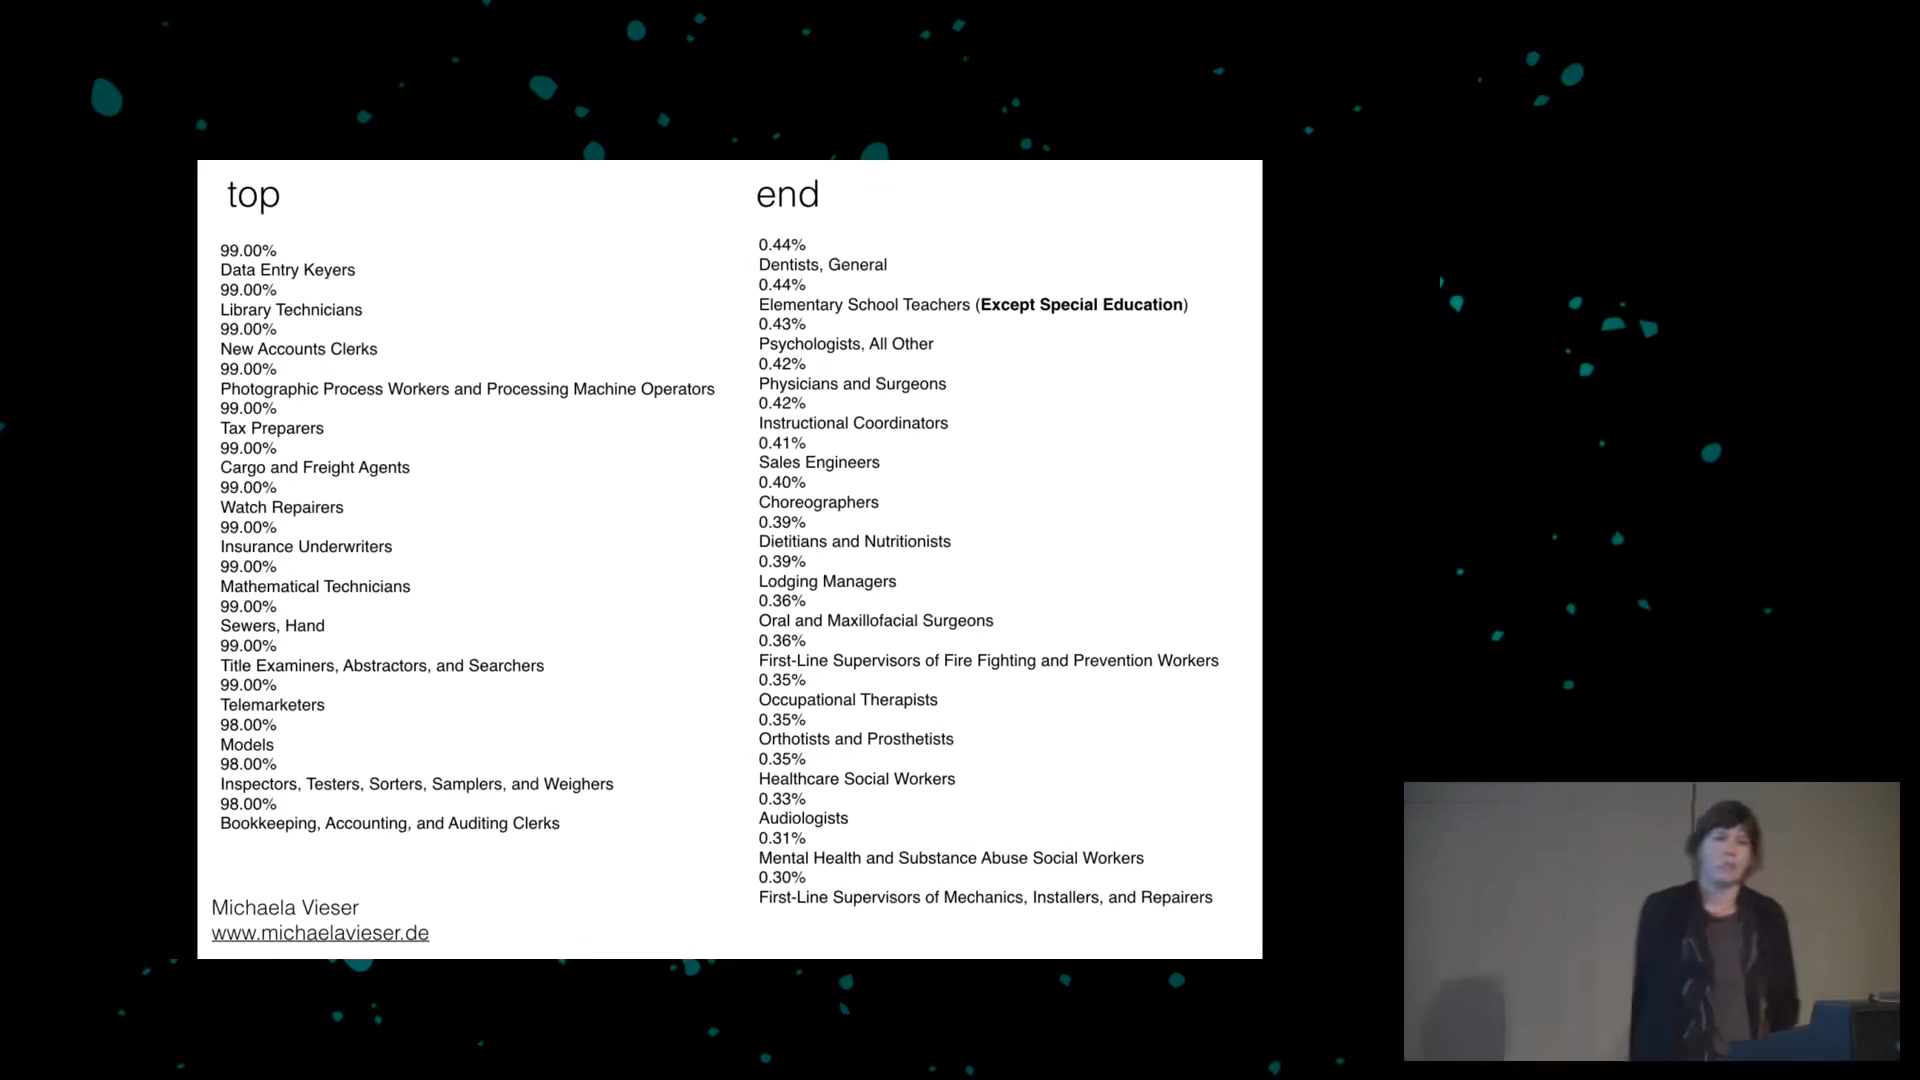 top
99.00%
Data Entry Keyers
99.00%
Library Technicians
99.00%
New Accounts Clerks
99.00%
Photographic Process Workers and Processing Machine Operators
99.00%
Tax Preparers
99.00%
Cargo and Freight Agents
99.00%
Watch Repairers
99.00%
Insurance Underwriters
99.00%
Mathematical Technicians
99.00%
Sewers, Hand
99.00%
Title Examiners, Abstractors, and Searchers
99.00%
Telemarketers
98.00%
Models
98.00%
Inspectors, Testers, Sorters, Samplers, and Weighers
98.00%
Bookkeeping, Accounting, and Auditing Clerks
Michaela Vieser
www.michaelavieser.de
end
0.44%
Dentists, General
0.44%
Elementary School Teachers (Except Special Education)
0.43%
Psychologists, All Other
0.42%
Physicians and Surgeons
0.42%
Instructional Coordinators
0.41%
Sales Engineers
0.40%
Choreographers
0.39%
Dietitians and Nutritionists
0.39%
Lodging Managers
0.36%
Oral and Maxillofacial Surgeons
0.36%
First-Line Supervisors of Fire Fighting and Prevention Workers
0.35%
Occupational Therapists
0.35%
Orthotists and Prosthetists
0.35%
Healthcare Social Workers
0.33%
Audiologists
0.31%
Mental Health and Substance Abuse Social Workers
0.30%
First-Line Supervisors of Mechanics, Installers, and Repairers